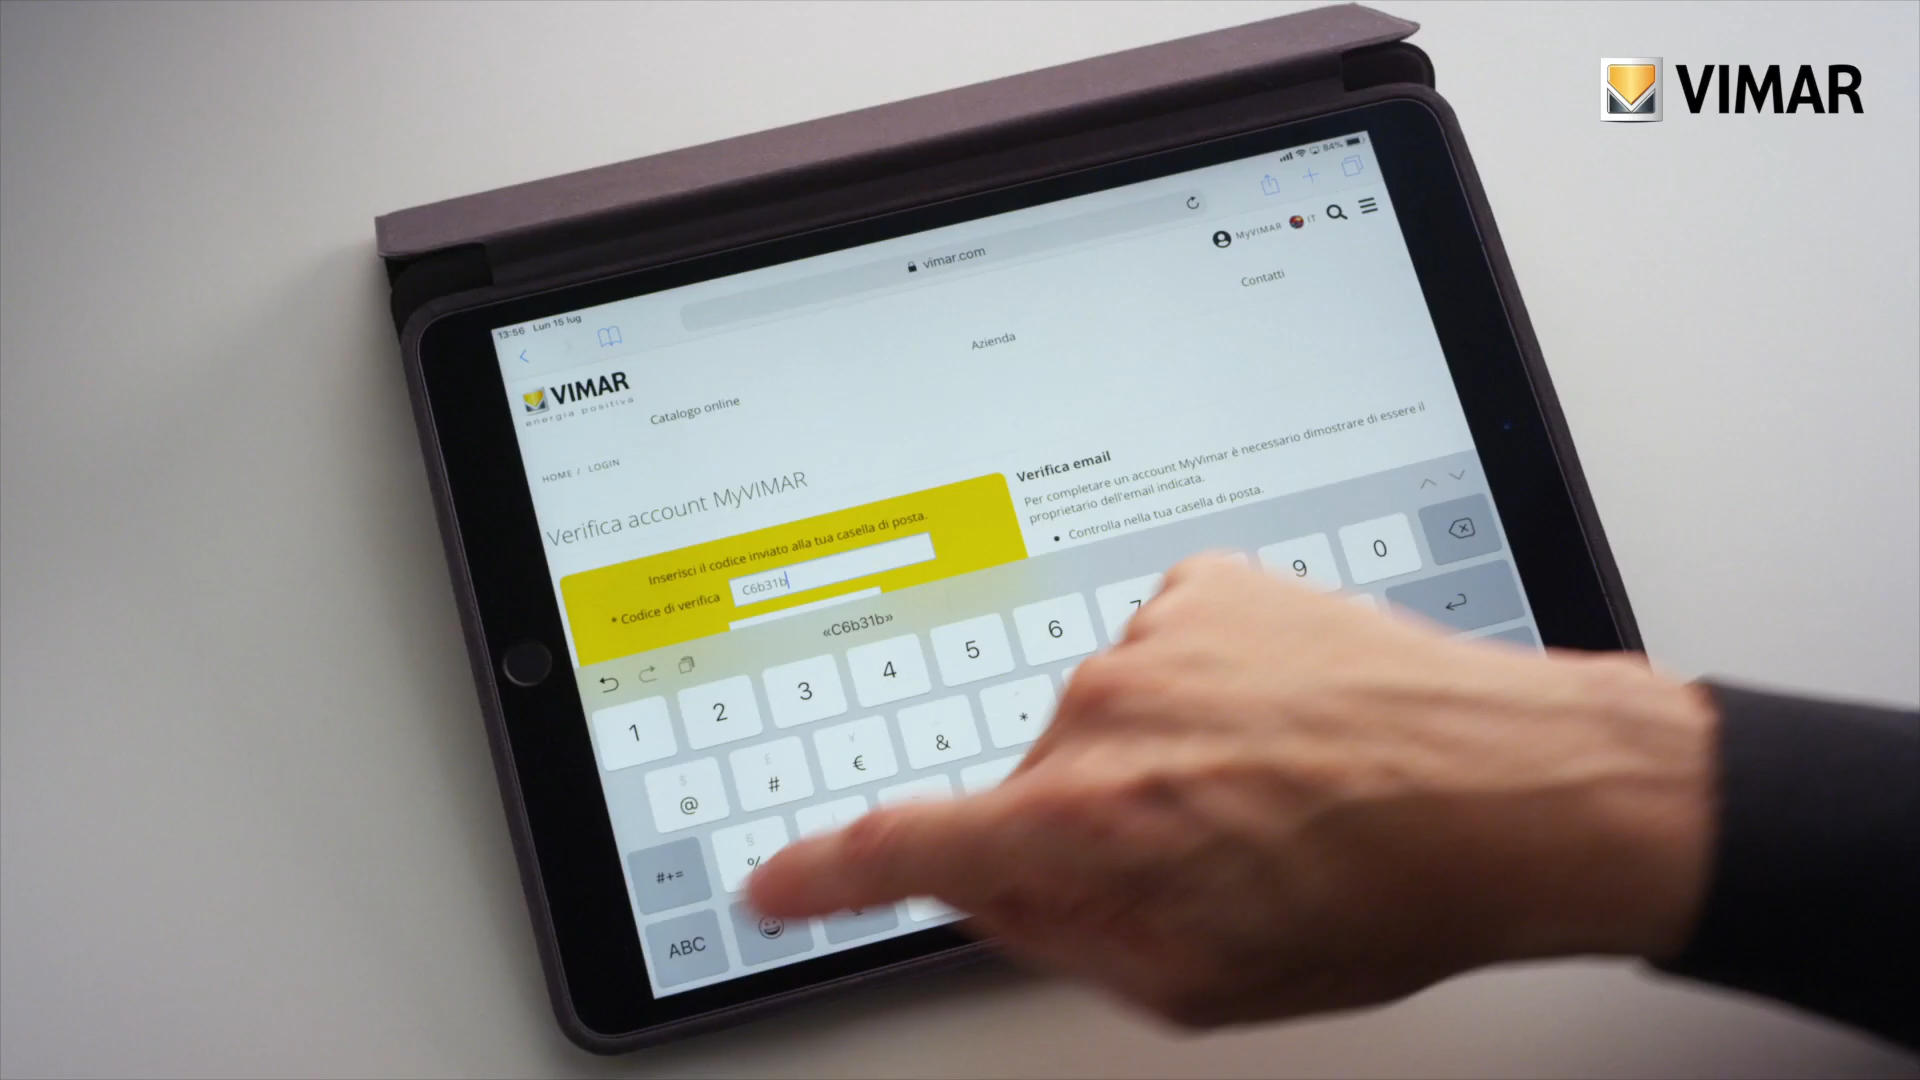 VIMAR
13:56 Lun 15 lug
84%
vimar.com
MyVIMAR IT
VIMAR
energia positiva
Catalogo online
Azienda
Contatti
HOME / LOGIN
Verifica account MyVIMAR
Inserisci il codice inviato alla tua casella di posta.
* Codice di verifica
C6b31b
Verifica email
Per completare un account MyVimar è necessario dimostrare di essere il
proprietario dell'email indicata.
• Controlla nella tua casella di posta.
«C6b31b»
1 2 3 4 5 6 7 9 0
$ @ £ # ¥ € & *
#+= § %
ABC